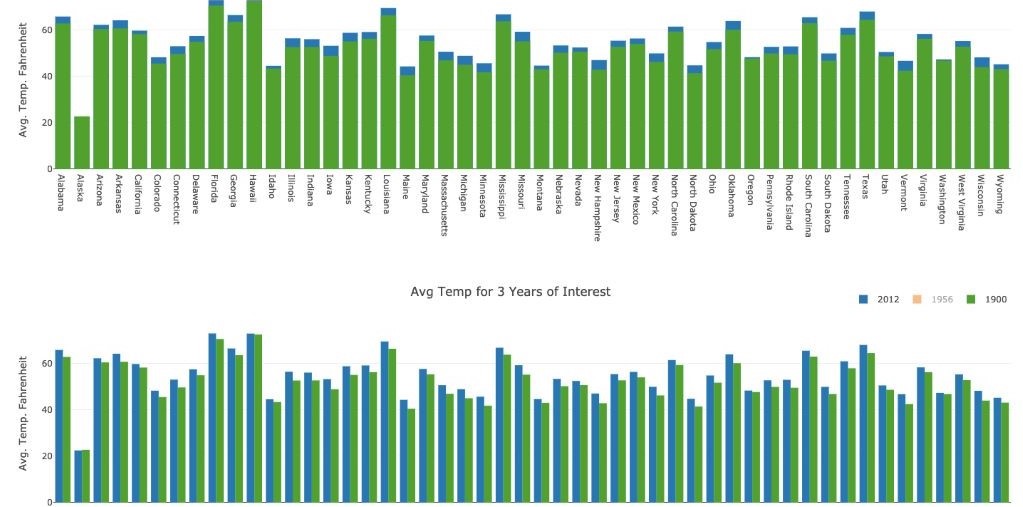 Avg. Temp. Fahrenheit
60
40
20
0
Alabama
Alaska
Arizona
Arkansas
California
Colorado
Connecticut
Delaware
Florida
Georgia
Hawaii
Idaho
Illinois
Indiana
Iowa
Kansas
Kentucky
Louisiana
Maine
Maryland
Massachusetts
Michigan
Minnesota
Mississippi
Missouri
Montana
Nebraska
Nevada
New Hampshire
New Jersey
New Mexico
New York
North Carolina
North Dakota
Ohio
Oklahoma
Oregon
Pennsylvania
Rhode Island
South Carolina
South Dakota
Tennessee
Texas
Utah
Vermont
Virginia
Washington
West Virginia
Wisconsin
Wyoming
Avg Temp for 3 Years of Interest
2012 1956 1900
Avg. Temp. Fahrenheit
60
40
20
0